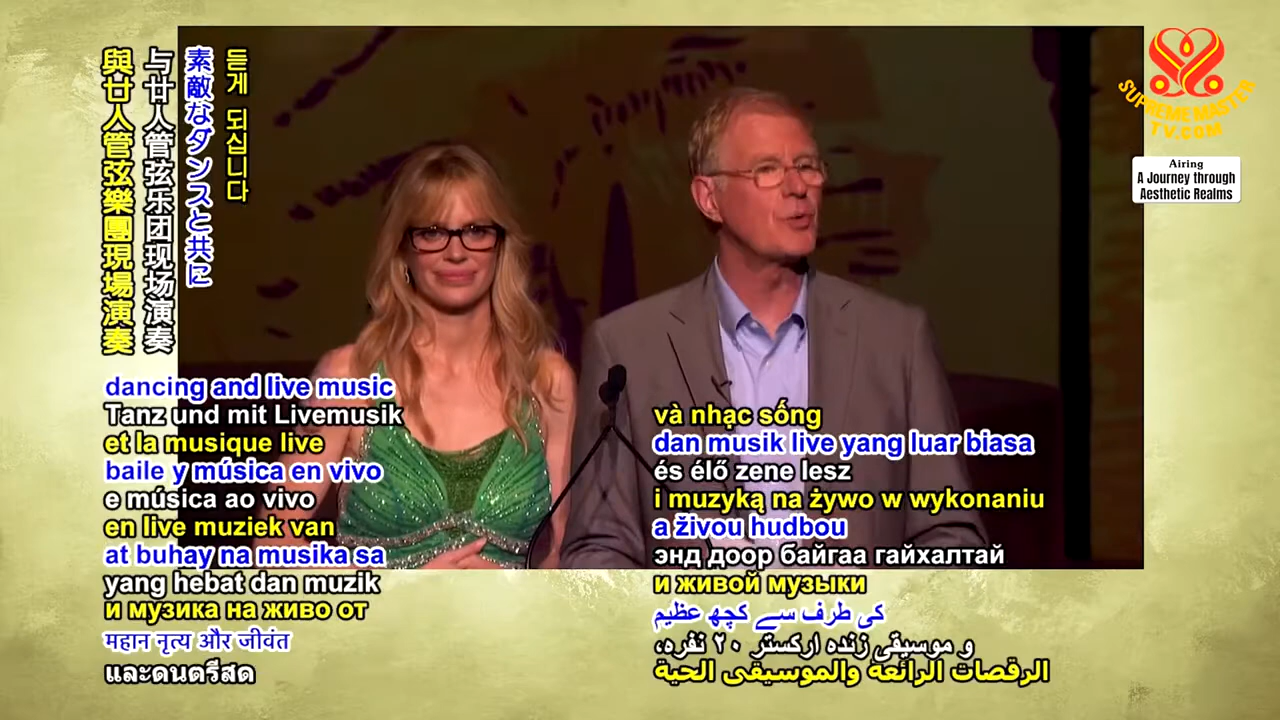 與廿人管弦樂團現場演奏
与廿人管弦乐团现场演奏
素敵なダンスと共に
듣게 되십니다
dancing and live music
Tanz und mit Livemusik
et la musique live
baile y música en vivo
e música ao vivo
en live muziek van
at buhay na musika sa
yang hebat dan muzik
и музика на живо от
महान नृत्य और जीवंत
และดนตรีสด
và nhạc sống
dan musik live yang luar biasa
és élő zene lesz
i muzyką na żywo w wykonaniu
a živou hudbou
энд доор байгаа гайхалтай
и живой музыки
کی طرف سے کچھ عظیم
و موسیقی زنده ارکستر ۲۰ نفره،
الرقصات الرائعة والموسيقى الحية
SUPREME MASTER
TV.COM
Airing
A Journey through
Aesthetic Realms